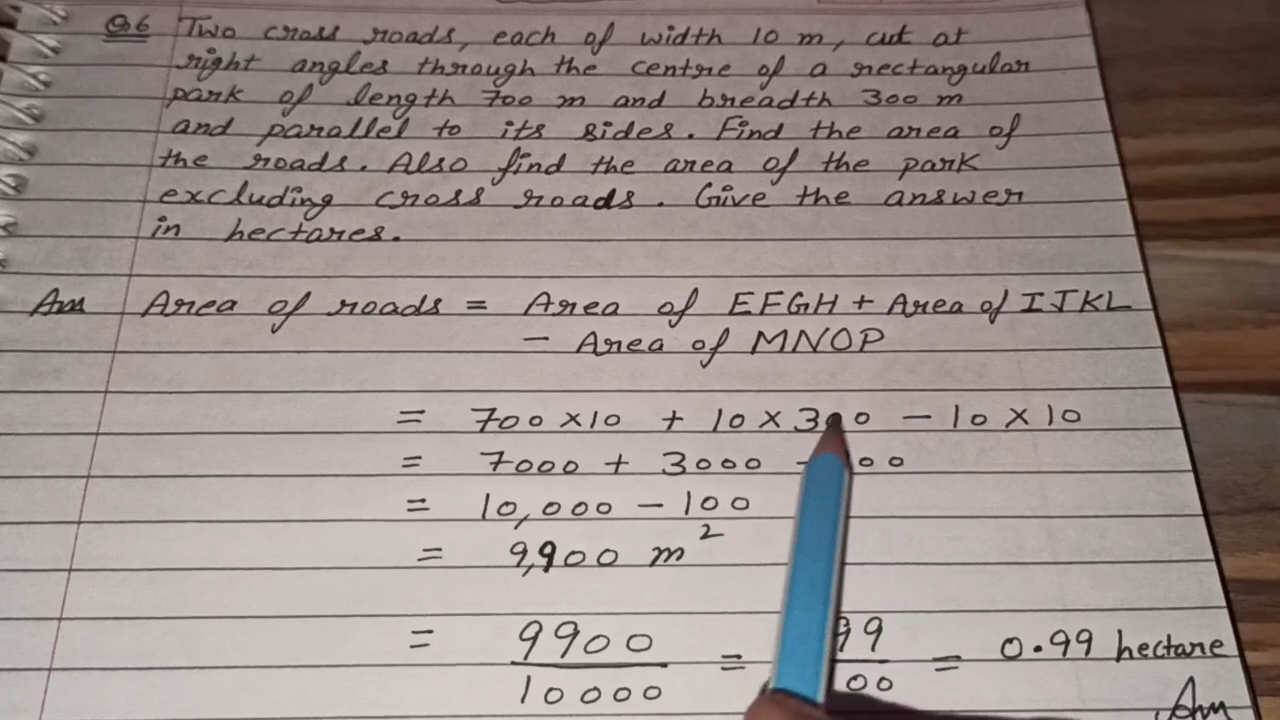 Q6 Two cross roads, each of width 10 m, cut at
right angles through the centre of a rectangular
park of length 700 m and breadth 300 m
and parallel to its sides. Find the area of
the roads. Also find the area of the park
excluding cross roads. Give the answer
in hectares.
Ans Area of roads = Area of EFGH + Area of IJKL
- Area of MNOP
= 700 × 10 + 10 × 300 - 10 × 10
= 7000 + 3000 - 00
= 10,000 - 100
= 9,900 m²
= 9900/10000 = 99/00 = 0.99 hectare
Ans